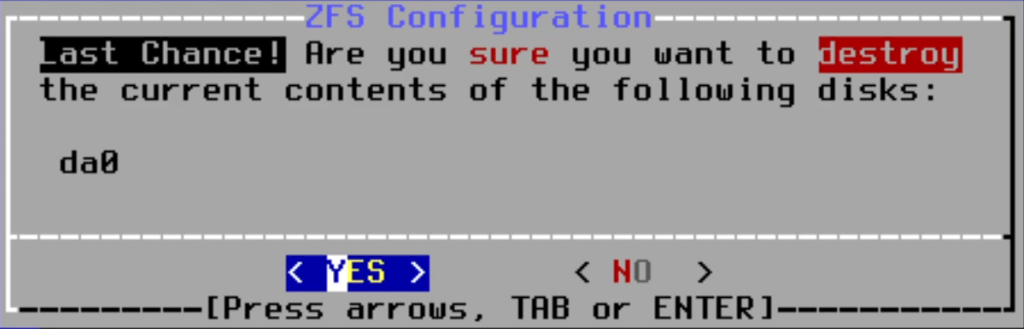 ZFS Configuration
Last Chance! Are you sure you want to destroy
the current contents of the following disks:
da0
< YES > < NO >
[Press arrows, TAB or ENTER]